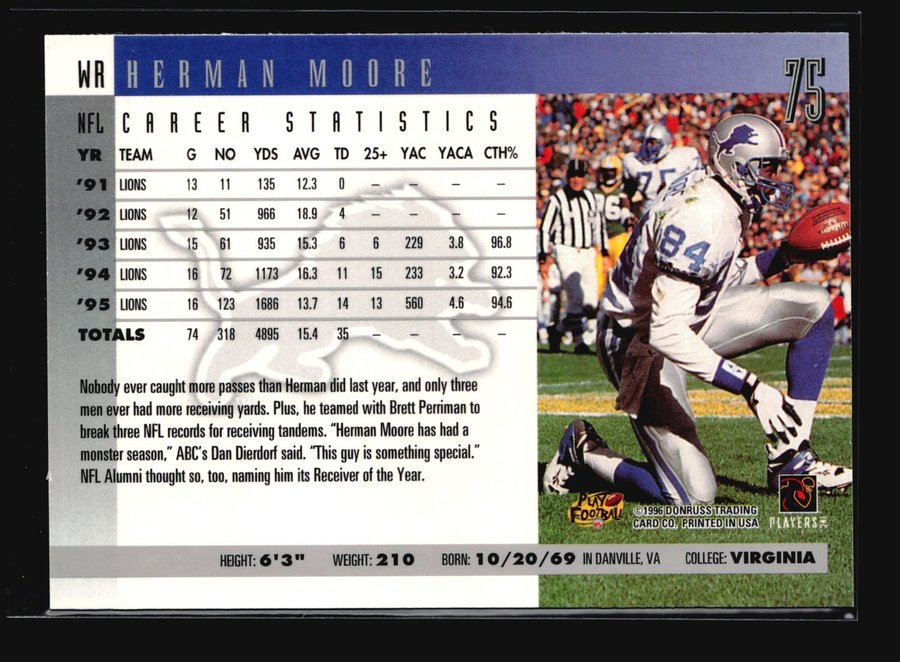 WR HERMAN MOORE 75
NFL CAREER STATISTICS
YR TEAM G NO YDS AVG TD 25+ YAC YACA CTH%
'91 LIONS 13 11 135 12.3 0 – – – –
'92 LIONS 12 51 966 18.9 4 – – – –
'93 LIONS 15 61 935 15.3 6 6 229 3.8 96.8
'94 LIONS 16 72 1173 16.3 11 15 233 3.2 92.3
'95 LIONS 16 123 1686 13.7 14 13 560 4.6 94.6
TOTALS 74 318 4895 15.4 35 – – – –
Nobody ever caught more passes than Herman did last year, and only three
men ever had more receiving yards. Plus, he teamed with Brett Perriman to
break three NFL records for receiving tandems. "Herman Moore has had a
monster season," ABC's Dan Dierdorf said. "This guy is something special."
NFL Alumni thought so, too, naming him its Receiver of the Year.
84
75
PLAY
FOOTBALL
©1996 DONRUSS TRADING
CARD CO. PRINTED IN USA
PLAYERS INC
HEIGHT: 6'3" WEIGHT: 210 BORN: 10/20/69 IN DANVILLE, VA COLLEGE: VIRGINIA